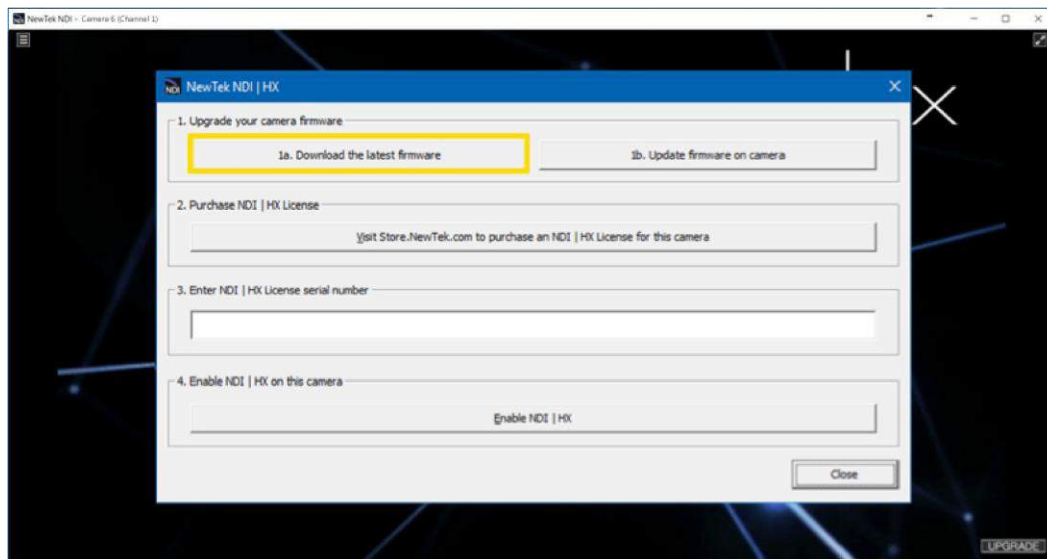 NewTek NDI - Camera 6 (Channel 1)
NDI
NewTek NDI | HX
1. Upgrade your camera firmware
1a. Download the latest firmware
1b. Update firmware on camera
2. Purchase NDI | HX License
Visit Store.NewTek.com to purchase an NDI | HX License for this camera
3. Enter NDI | HX License serial number
4. Enable NDI | HX on this camera
Enable NDI | HX
Close
UPGRADE